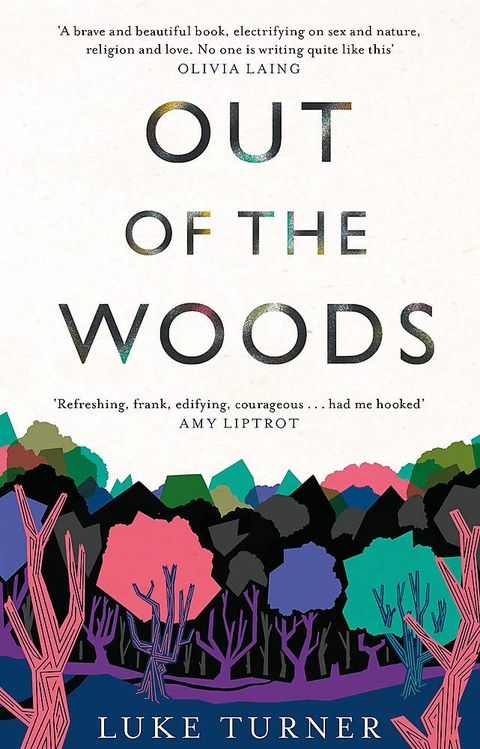 'A brave and beautiful book, electrifying on sex and nature,
religion and love. No one is writing quite like this'
OLIVIA LAING
OUT
OF THE
WOODS
'Refreshing, frank, edifying, courageous . . . had me hooked'
AMY LIPTROT
LUKE TURNER